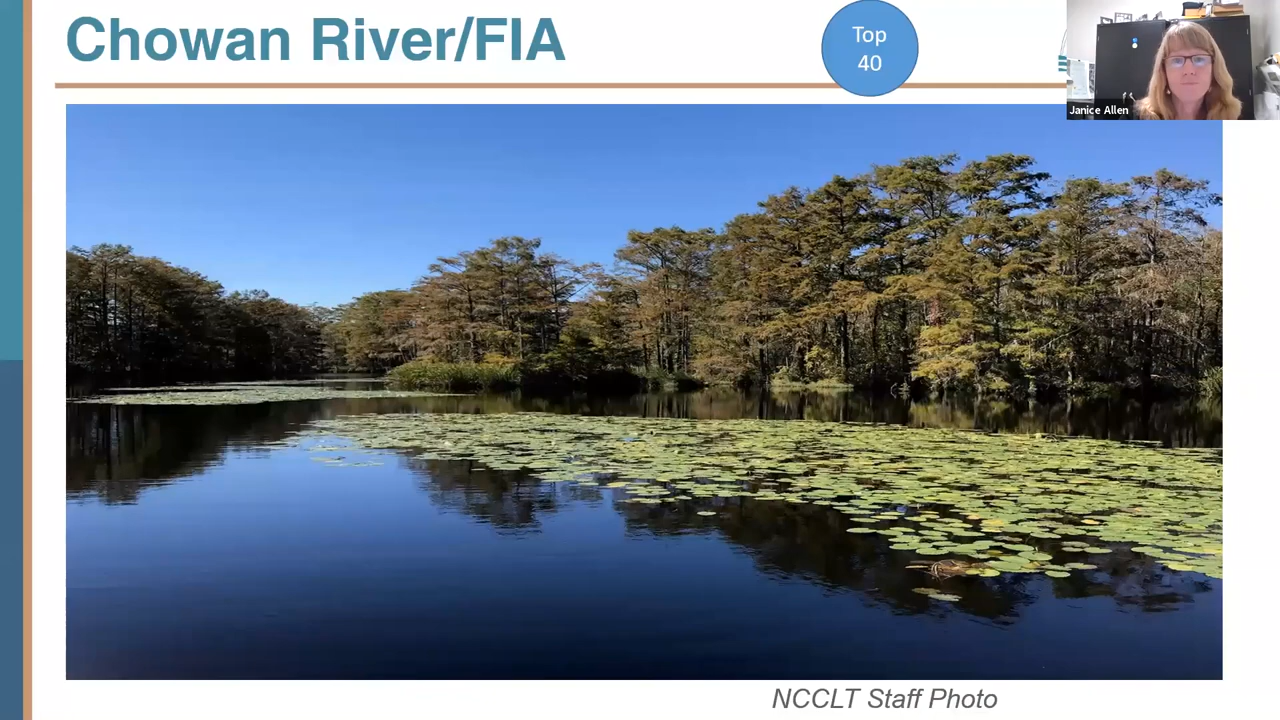 Chowan River/FIA
Top
40
Janice Allen
NCCLT Staff Photo